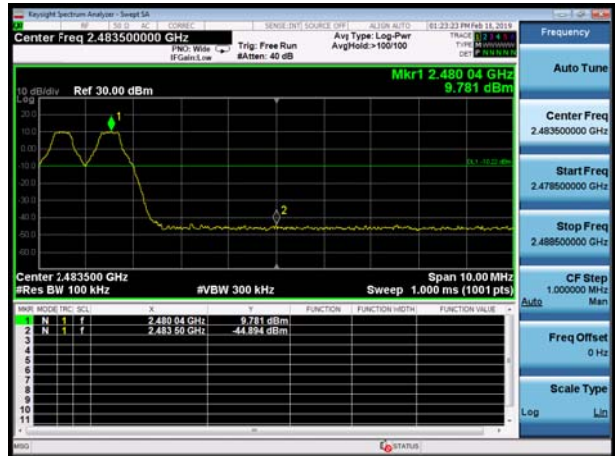 Keysight Spectrum Analyzer - Swept SA
RF 50 Ω AC CORREC SENSE:INT SOURCE OFF ALIGN AUTO 01:23:23 PM Feb 18, 2019
Center Freq 2.483500000 GHz Avg Type: Log-Pwr TRACE 1 2 3 4 5 6
PNO: Wide Trig: Free Run Avg|Hold:>100/100 TYPE M WWWWW
IFGain:Low #Atten: 40 dB DET P N N N N N
Mkr1 2.480 04 GHz
9.781 dBm
10 dB/div Ref 30.00 dBm
Log
20.0
1
10.0
0.00
-10.0
DL1 -10.22 dBm
-20.0
-30.0
2
-40.0
-50.0
-60.0
Center 2.483500 GHz Span 10.00 MHz
#Res BW 100 kHz #VBW 300 kHz Sweep 1.000 ms (1001 pts)
MKR MODE TRC SCL X Y FUNCTION FUNCTION WIDTH FUNCTION VALUE
1 N 1 f 2.480 04 GHz 9.781 dBm
2 N 1 f 2.483 50 GHz -44.894 dBm
3
4
5
6
7
8
9
10
11
MSG STATUS
Frequency
Auto Tune
Center Freq
2.483500000 GHz
Start Freq
2.478500000 GHz
Stop Freq
2.488500000 GHz
CF Step
1.000000 MHz
Auto Man
Freq Offset
0 Hz
Scale Type
Log Lin